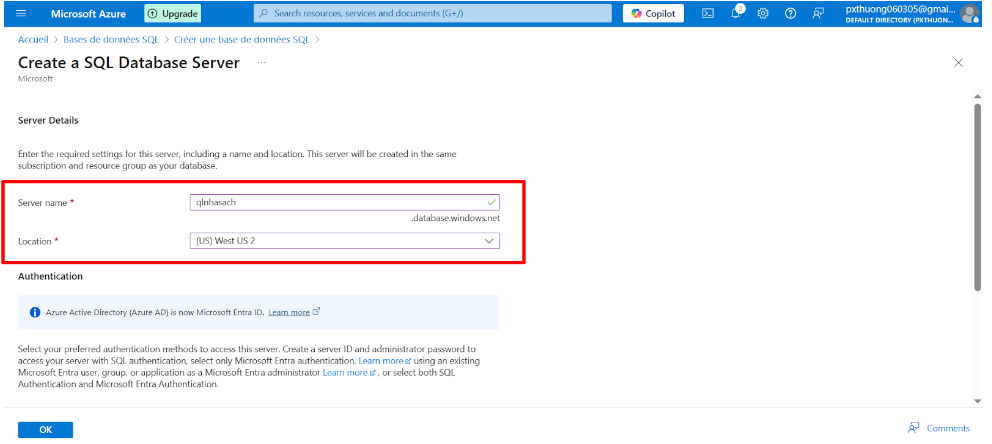 Microsoft Azure
Upgrade
Search resources, services and documents (G+/)
Copilot
3
pxthuong060305@gmai...
DEFAULT DIRECTORY (PXTHUON...
Accueil > Bases de données SQL > Créer une base de données SQL >
Create a SQL Database Server ...
Microsoft
Server Details
Enter the required settings for this server, including a name and location. This server will be created in the same
subscription and resource group as your database.
Server name *
qlnhasach
.database.windows.net
Location *
(US) West US 2
Authentication
Azure Active Directory (Azure AD) is now Microsoft Entra ID. Learn more
Select your preferred authentication methods to access this server. Create a server ID and administrator password to
access your server with SQL authentication, select only Microsoft Entra authentication. Learn more using an existing
Microsoft Entra user, group, or application as a Microsoft Entra administrator Learn more , or select both SQL
Authentication and Microsoft Entra Authentication.
OK
Comments